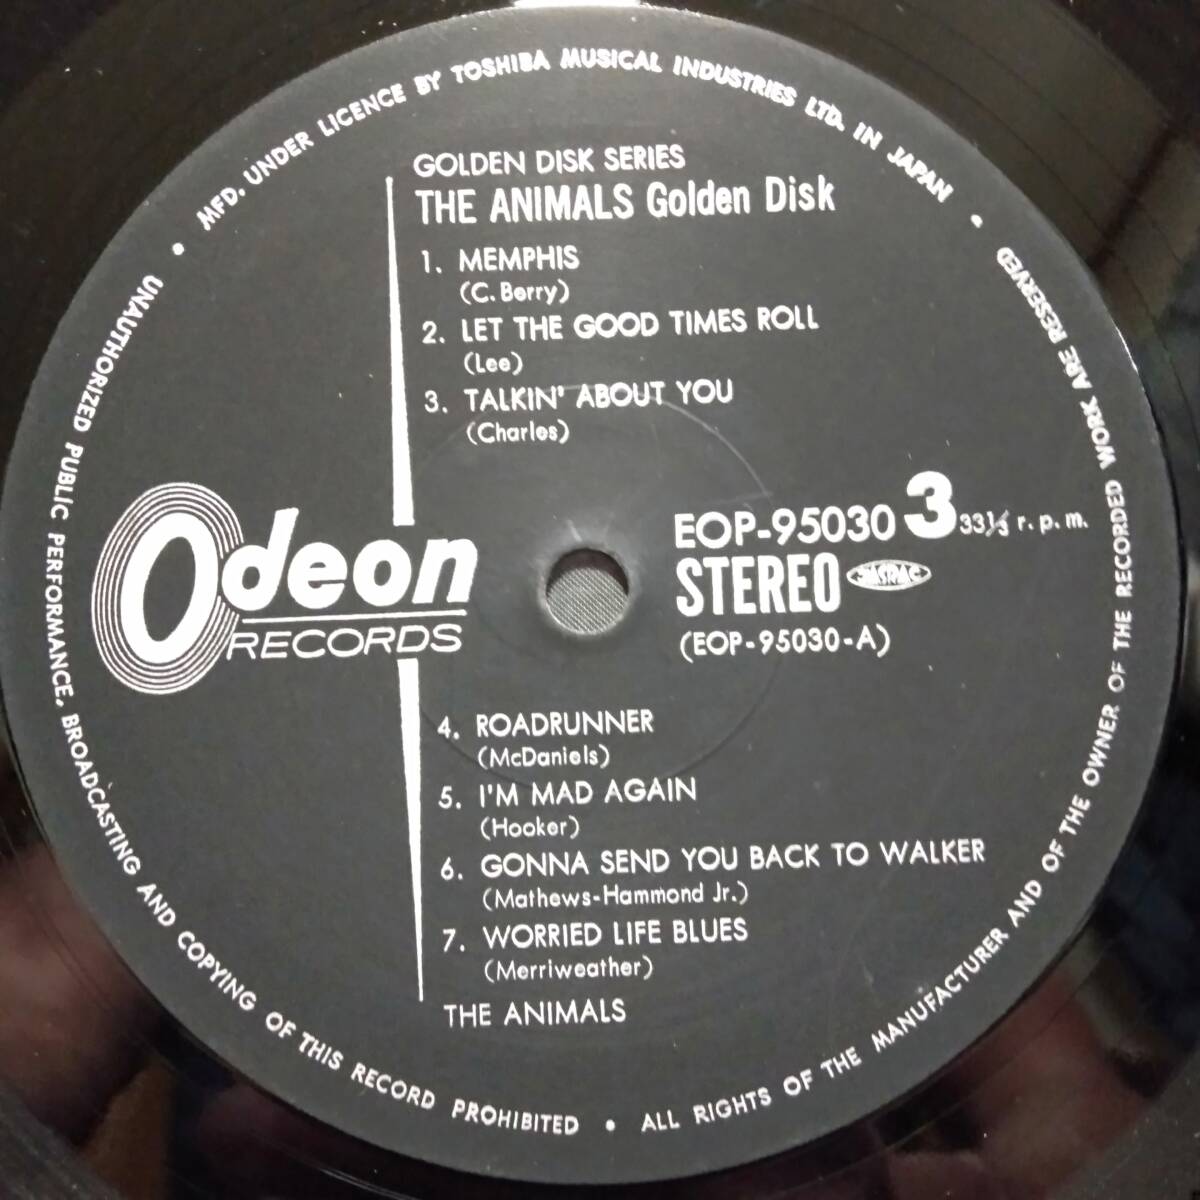 MFD. UNDER LICENCE BY TOSHIBA MUSICAL INDUSTRIES LTD. IN JAPAN •
GOLDEN DISK SERIES
THE ANIMALS Golden Disk
1. MEMPHIS
(C. Berry)
2. LET THE GOOD TIMES ROLL
(Lee)
3. TALKIN' ABOUT YOU
(Charles)
Odeon
RECORDS
EOP-95030 3 33⅓ r.p.m.
STEREO JASRAC
(EOP-95030-A)
4. ROADRUNNER
(McDaniels)
5. I'M MAD AGAIN
(Hooker)
6. GONNA SEND YOU BACK TO WALKER
(Mathews-Hammond Jr.)
7. WORRIED LIFE BLUES
(Merriweather)
THE ANIMALS
UNAUTHORIZED PUBLIC PERFORMANCE, BROADCASTING AND COPYING OF THIS RECORD PROHIBITED •
ALL RIGHTS OF THE MANUFACTURER AND OF THE OWNER OF THE RECORDED WORK ARE RESERVED